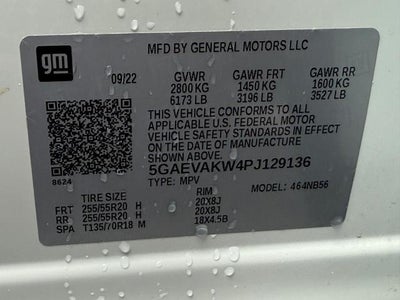 gm
MFD BY GENERAL MOTORS LLC
09/22 GVWR GAWR FRT GAWR RR
2800 KG 1450 KG 1600 KG
6173 LB 3196 LB 3527 LB
THIS VEHICLE CONFORMS TO ALL
APPLICABLE U.S. FEDERAL MOTOR
VEHICLE SAFETY AND THEFT PREVENTION
STANDARDS IN EFFECT ON THE
DATE OF MANUFACTURE SHOWN ABOVE.
5GAEVAKW4PJ129136
8624 TYPE: MPV MODEL: 464NB56
TIRE SIZE RIM
FRT 255/55R20 H 20X8J
RR 255/55R20 H 20X8J
SPA T135/70R18 M 18X4.5B